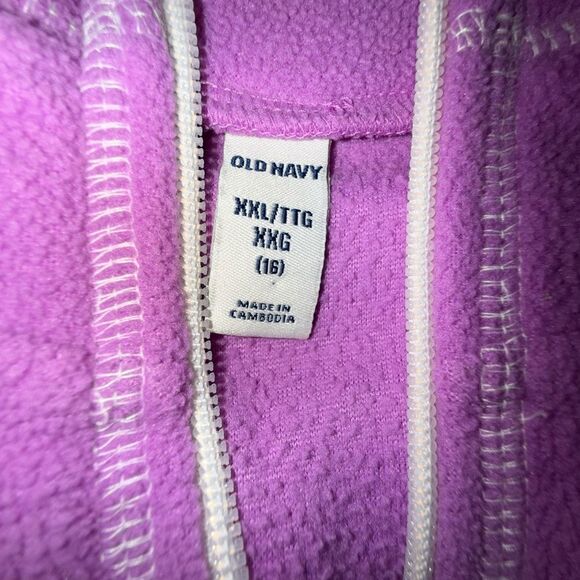 OLD NAVY
XXL/TTG
XXG
(16)
MADE IN
CAMBODIA